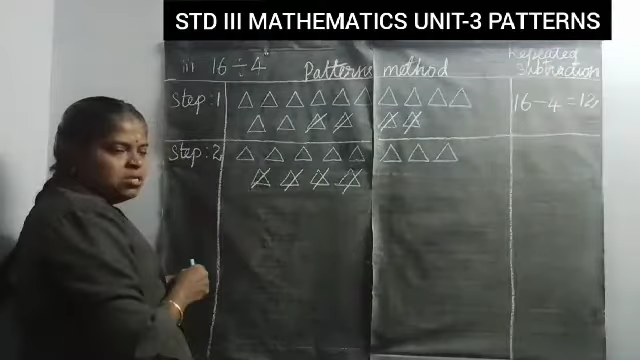 STD III MATHEMATICS UNIT-3 PATTERNS
iii 16 ÷ 4
Patterns method
Repeated
Subtraction
Step: 1
16 - 4 = 12
Step: 2